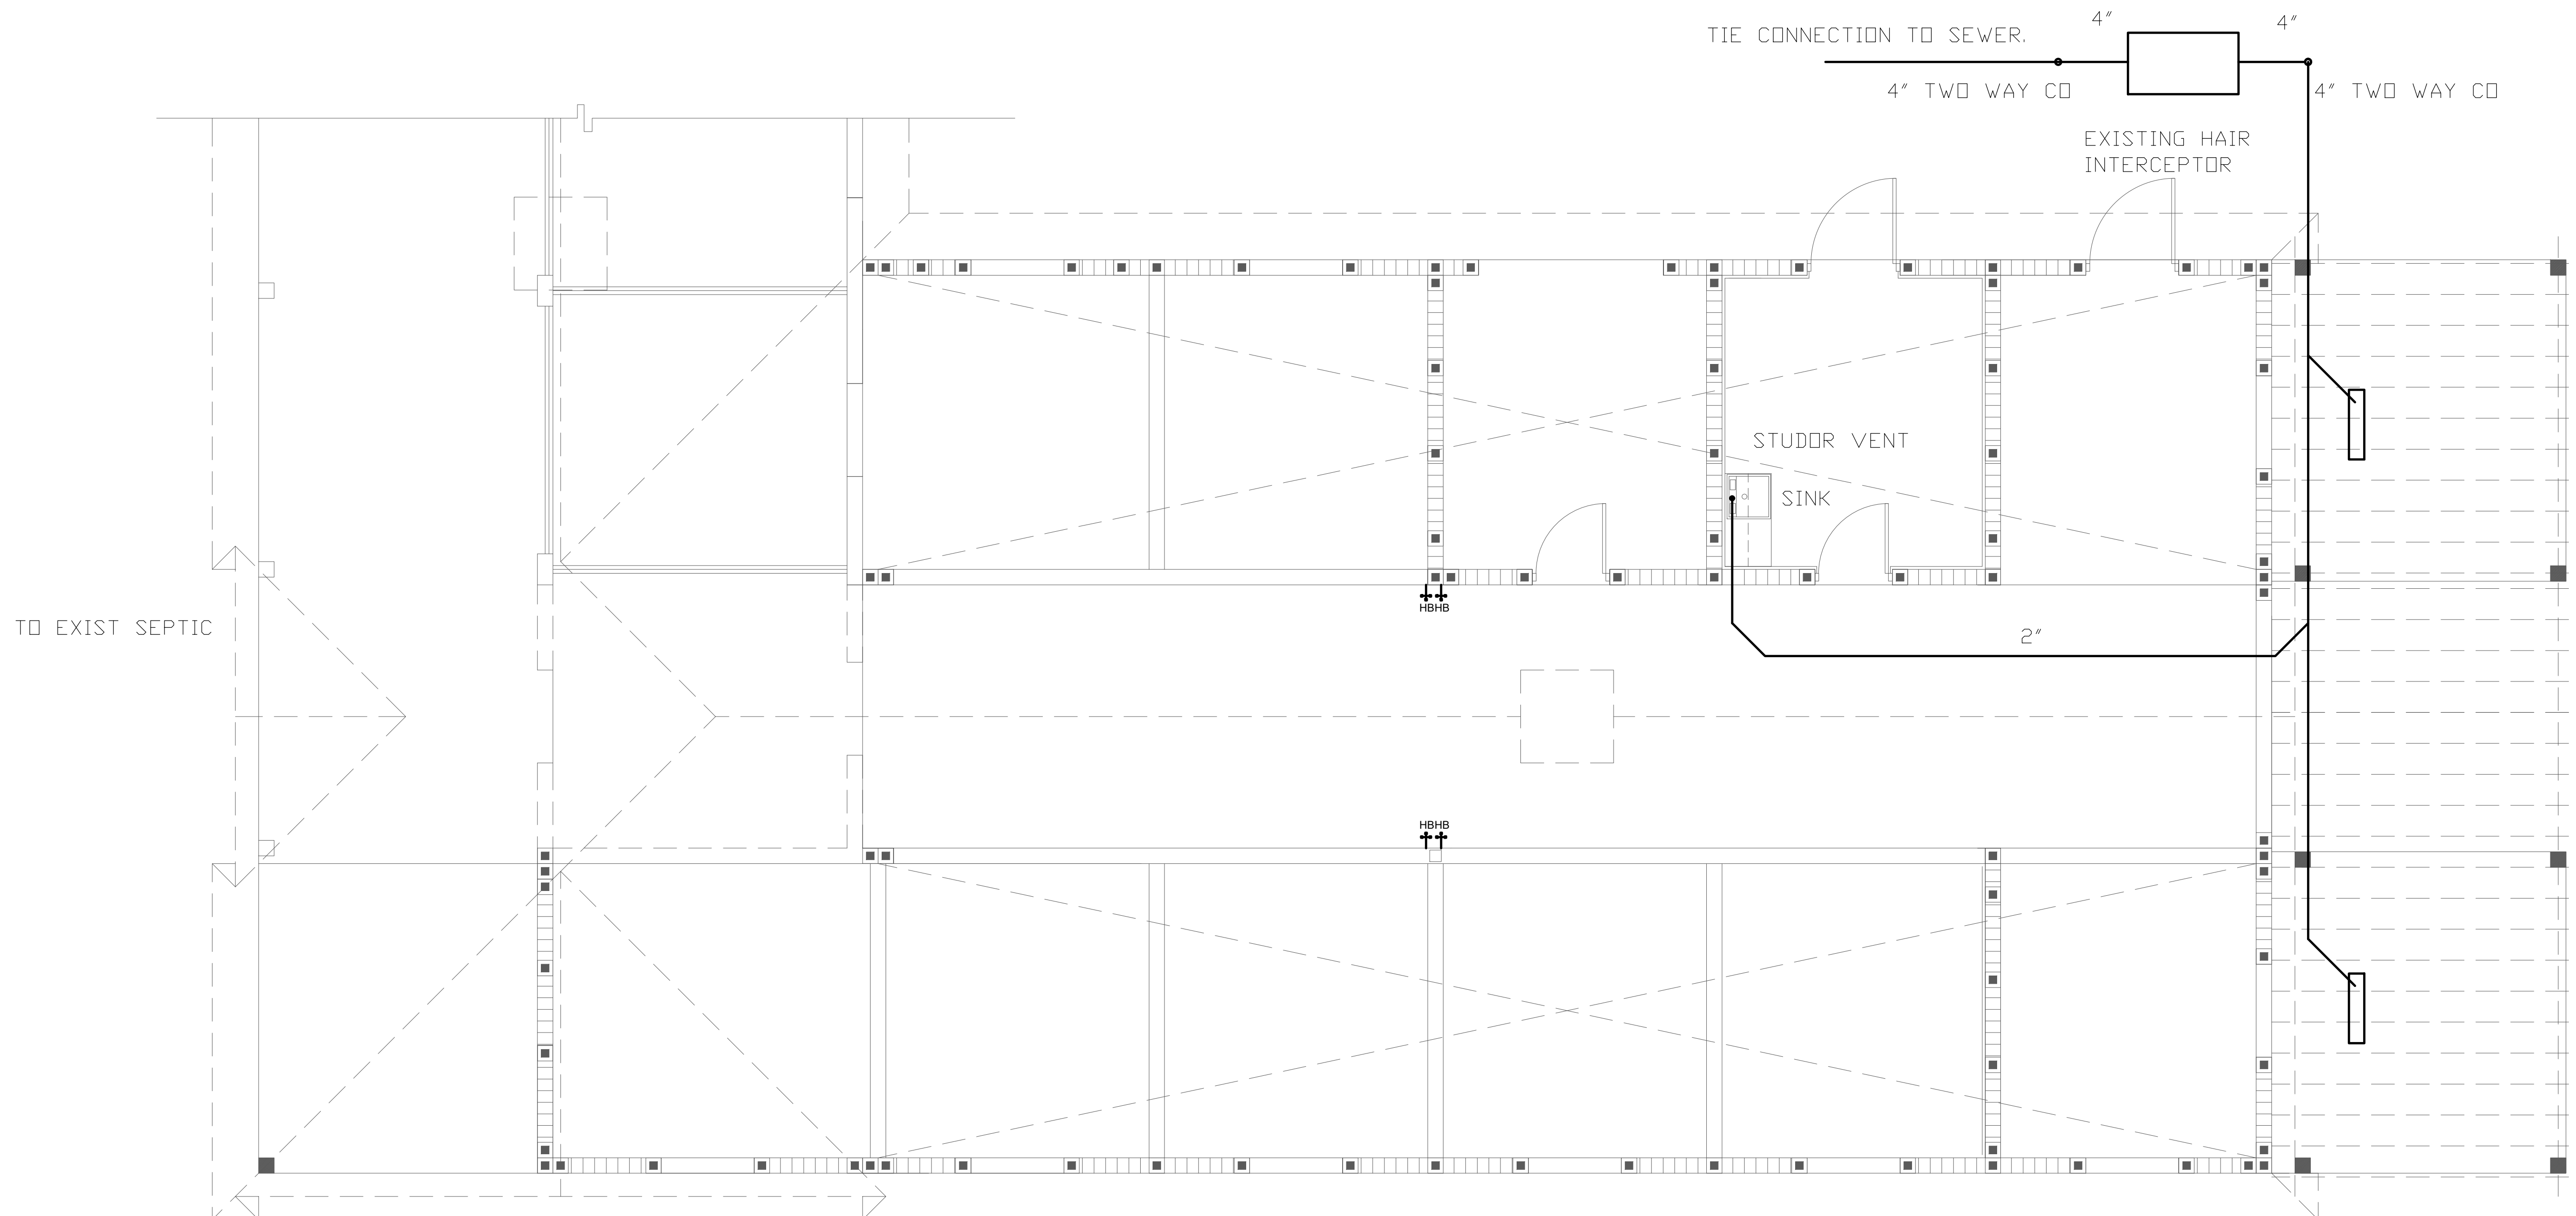 4" 4"
TIE CONNECTION TO SEWER.
4" TWO WAY CO 4" TWO WAY CO
EXISTING HAIR
INTERCEPTOR
STUDOR VENT
SINK
HBHB
TO EXIST SEPTIC
2"
HBHB